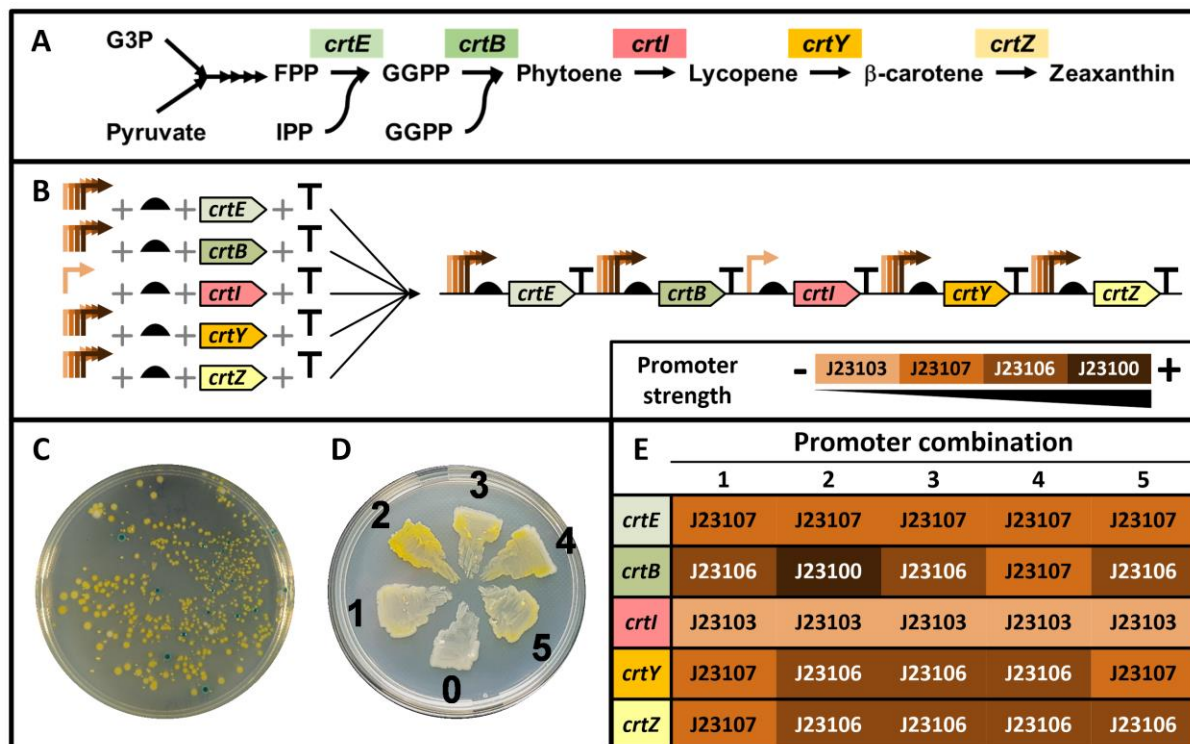 A
G3P
crtE
crtB
crtI
crtY
crtZ
FPP
GGPP
Phytoene
Lycopene
β-carotene
Zeaxanthin
Pyruvate
IPP
GGPP
B
crtE
crtB
crtI
crtY
crtZ
crtE
crtB
crtI
crtY
crtZ
Promoter strength
- J23103 J23107 J23106 J23100 +
C
D
0
1
2
3
4
5
E
Promoter combination
1 2 3 4 5
crtE J23107 J23107 J23107 J23107 J23107
crtB J23106 J23100 J23106 J23107 J23106
crtI J23103 J23103 J23103 J23103 J23103
crtY J23107 J23106 J23106 J23106 J23107
crtZ J23107 J23106 J23106 J23106 J23106